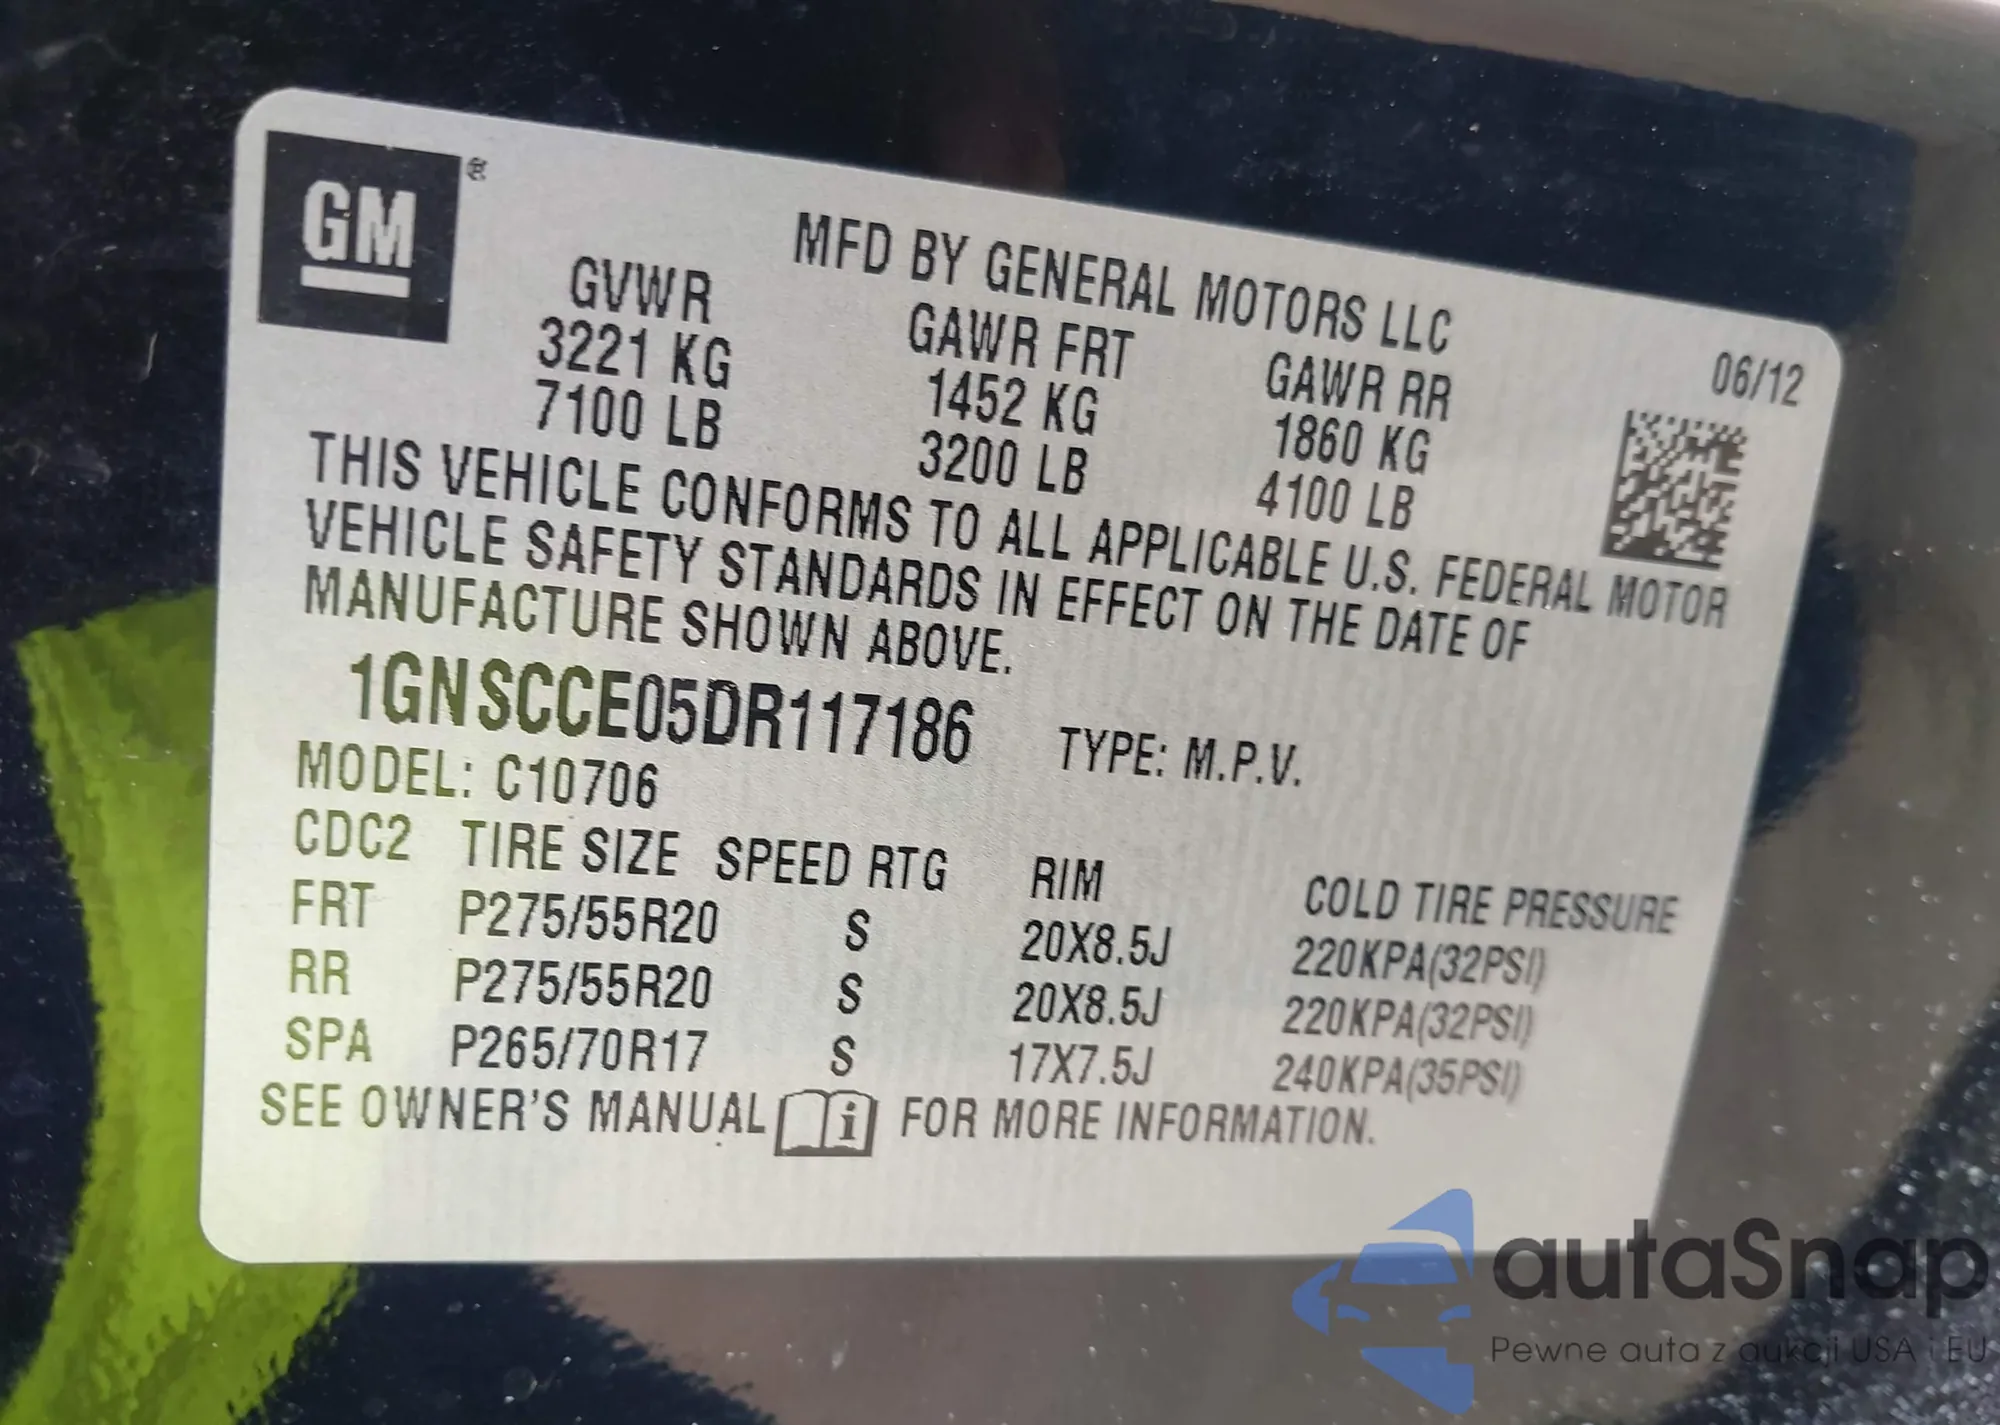 GM®
MFD BY GENERAL MOTORS LLC
GVWR GAWR FRT GAWR RR 06/12
3221 KG 1452 KG 1860 KG
7100 LB 3200 LB 4100 LB
THIS VEHICLE CONFORMS TO ALL APPLICABLE U.S. FEDERAL MOTOR
VEHICLE SAFETY STANDARDS IN EFFECT ON THE DATE OF
MANUFACTURE SHOWN ABOVE.
1GNSCCE05DR117186 TYPE: M.P.V.
MODEL: C10706
CDC2 TIRE SIZE SPEED RTG RIM COLD TIRE PRESSURE
FRT P275/55R20 S 20X8.5J 220KPA(32PSI)
RR P275/55R20 S 20X8.5J 220KPA(32PSI)
SPA P265/70R17 S 17X7.5J 240KPA(35PSI)
SEE OWNER'S MANUAL i FOR MORE INFORMATION.
autaSnap
Pewne auta z aukcji USA i EU